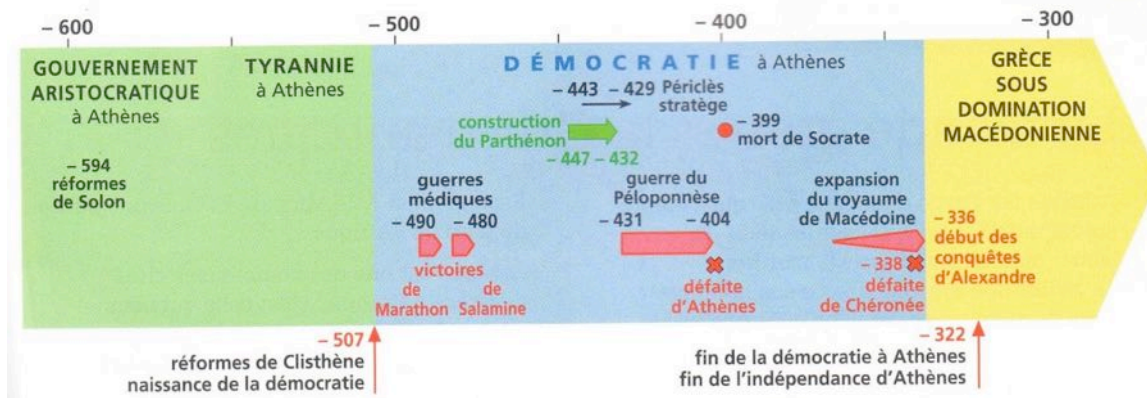 – 600
– 500
– 400
– 300
GOUVERNEMENT
ARISTOCRATIQUE
à Athènes
TYRANNIE
à Athènes
DÉMOCRATIE à Athènes
GRÈCE
SOUS
DOMINATION
MACÉDONIENNE
– 594
réformes
de Solon
– 443 – 429 Périclès
stratège
construction
du Parthénon
– 447 – 432
– 399
mort de Socrate
guerres
médiques
– 490 – 480
victoires
de Marathon
de Salamine
guerre du
Péloponnèse
– 431 – 404
défaite
d'Athènes
expansion
du royaume
de Macédoine
– 338
défaite
de Chéronée
– 336
début des
conquêtes
d'Alexandre
– 507
réformes de Clisthène
naissance de la démocratie
– 322
fin de la démocratie à Athènes
fin de l'indépendance d'Athènes